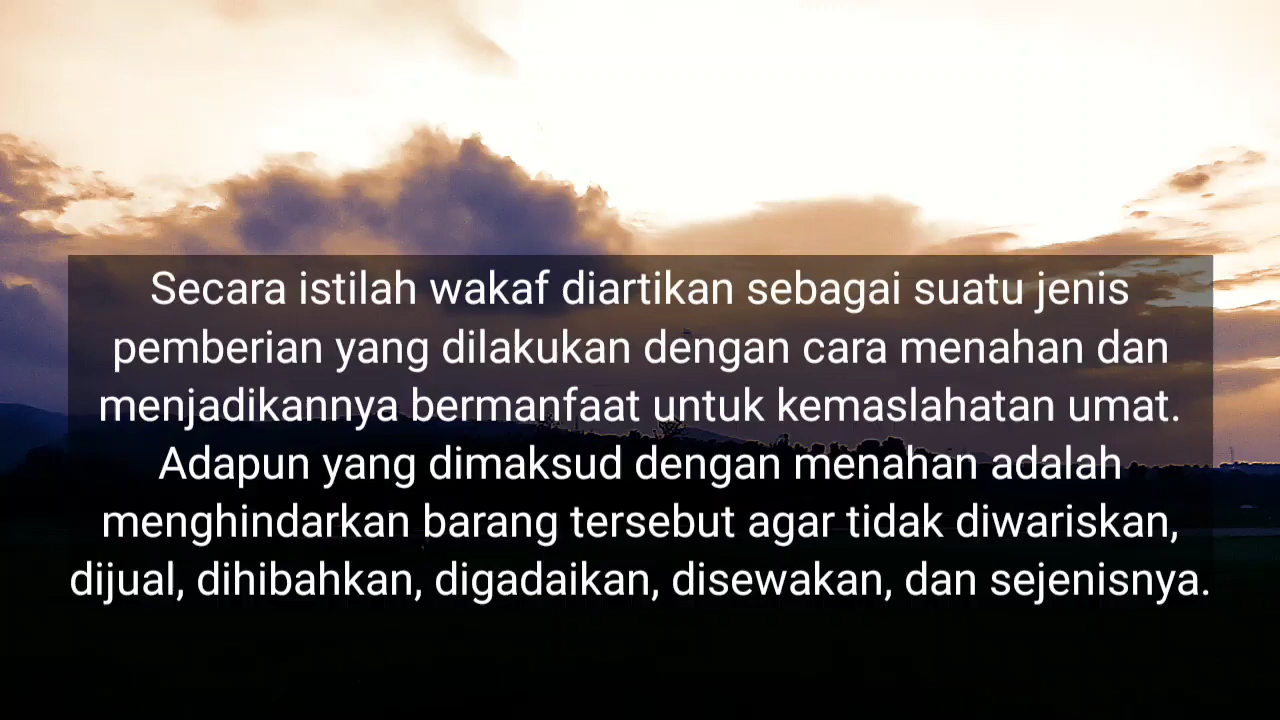 Secara istilah wakaf diartikan sebagai suatu jenis
pemberian yang dilakukan dengan cara menahan dan
menjadikannya bermanfaat untuk kemaslahatan umat.
Adapun yang dimaksud dengan menahan adalah
menghindarkan barang tersebut agar tidak diwariskan,
dijual, dihibahkan, digadaikan, disewakan, dan sejenisnya.